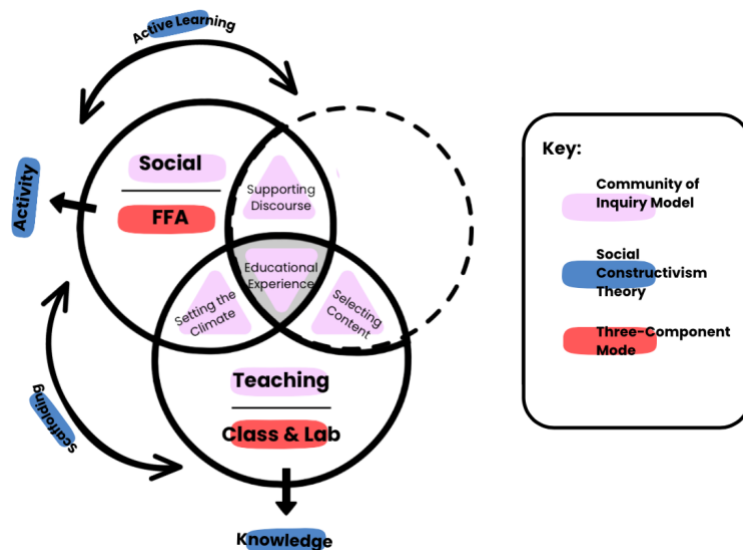 Active Learning
Social
FFA
Activity
Supporting
Discourse
Educational
Experience
Setting the
Climate
Selecting
Content
Teaching
Class & Lab
Scaffolding
Knowledge
Key:
Community of
Inquiry Model
Social
Constructivism
Theory
Three-Component
Mode